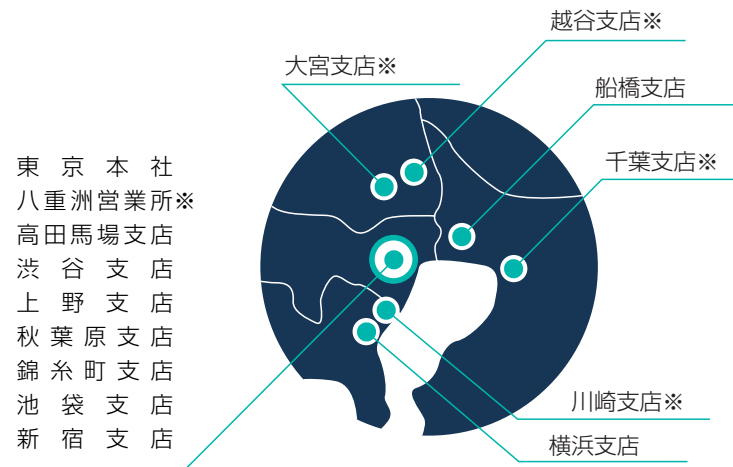 越谷支店※
大宮支店※
船橋支店
千葉支店※
東京本社
八重洲営業所※
高田馬場支店
渋谷支店
上野支店
秋葉原支店
錦糸町支店
池袋支店
新宿支店
川崎支店※
横浜支店